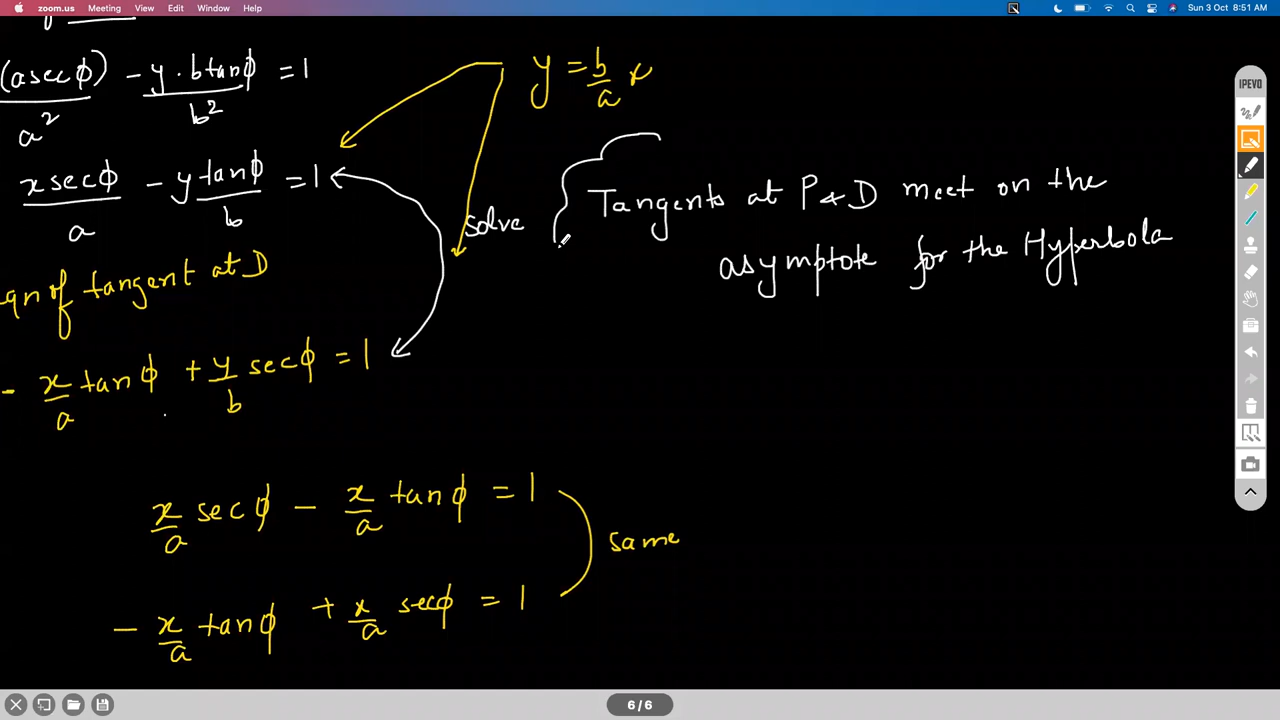 zoom.us Meeting View Edit Window Help Sun 3 Oct 8:51 AM
(a sec ϕ)/a² - y · b tan ϕ/b² = 1
x sec ϕ/a - y tan ϕ/b = 1
y = b/a x
solve
Tangents at P & D meet on the
asymptote for the Hyperbola
qn of tangent at D
- x/a tan ϕ + y/b sec ϕ = 1
x/a sec ϕ - x/a tan ϕ = 1
same
- x/a tan ϕ + x/a sec ϕ = 1
IPEVO
6/6